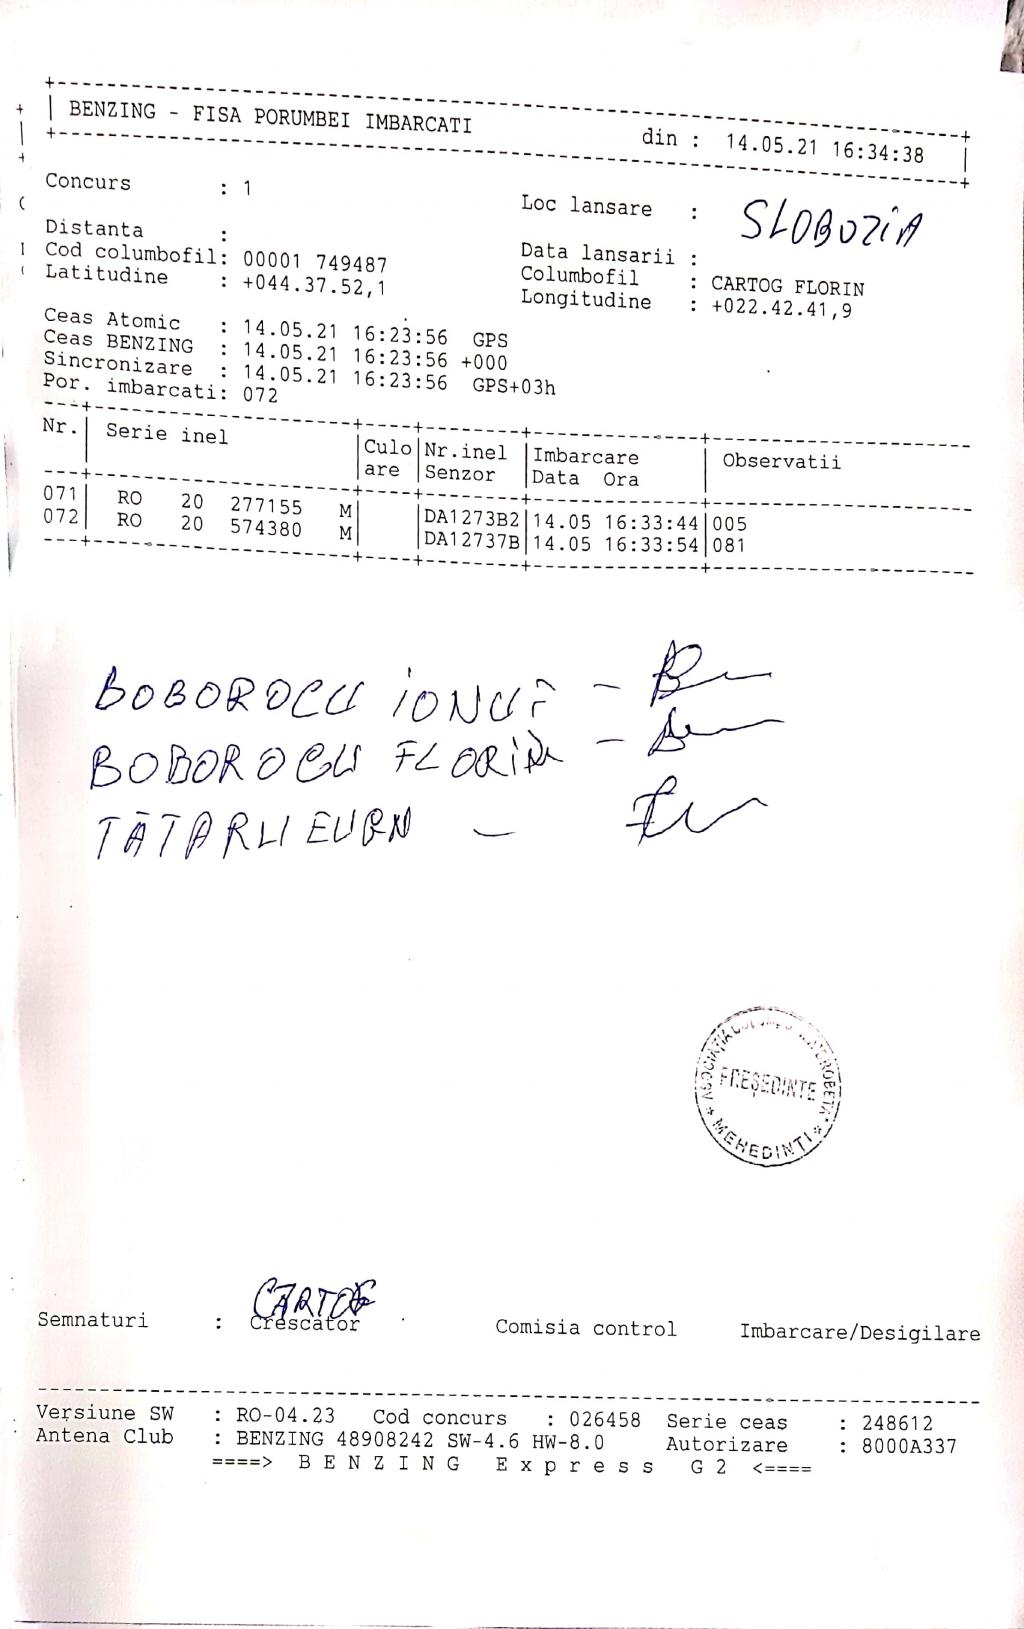 BENZING - FISA PORUMBEI IMBARCATI din : 14.05.21 16:34:38
Concurs : 1 Loc lansare : SLOBOZIA
Distanta : Data lansarii :
Cod columbofil: 00001 749487 Columbofil : CARTOG FLORIN
Latitudine : +044.37.52,1 Longitudine : +022.42.41,9
Ceas Atomic : 14.05.21 16:23:56 GPS
Ceas BENZING : 14.05.21 16:23:56 +000
Sincronizare : 14.05.21 16:23:56 GPS+03h
Por. imbarcati: 072
Nr. Serie inel Culo Nr.inel Imbarcare Observatii
are Senzor Data Ora
071 RO 20 277155 M DA1273B2 14.05 16:33:44 005
072 RO 20 574380 M DA12737B 14.05 16:33:54 081
BOBOROCU IONUȚ -
BOBOROCU FLORIN -
TĂTARLI -
ASOCIAȚIA
PREȘEDINTE
* MEHEDINTI *
CARTOG
Semnaturi : Crescator Comisia control Imbarcare/Desigilare
Versiune SW : RO-04.23 Cod concurs : 026458 Serie ceas : 248612
Antena Club : BENZING 48908242 SW-4.6 HW-8.0 Autorizare : 8000A337
====> B E N Z I N G E x p r e s s G 2 <====